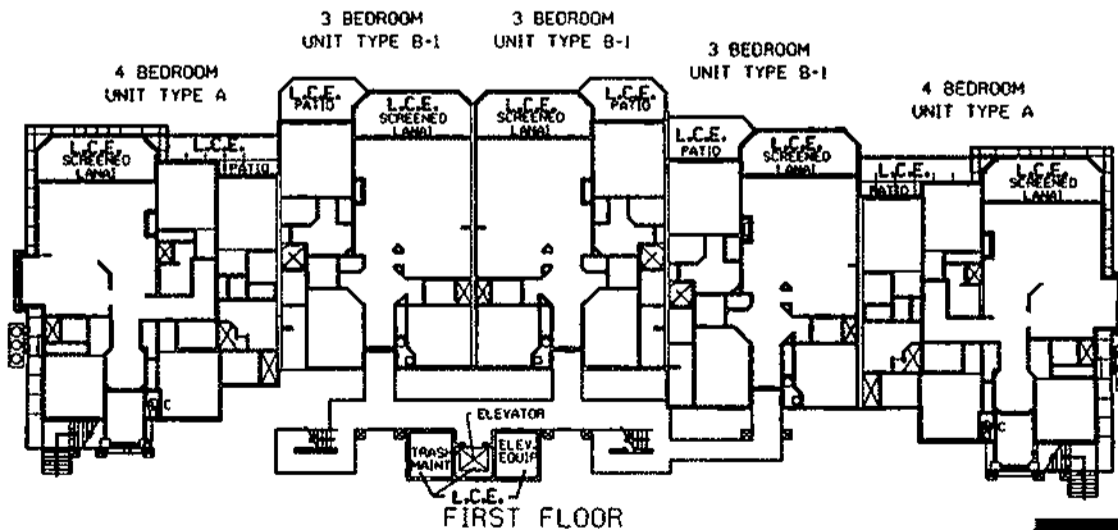 3 BEDROOM
UNIT TYPE B-1
3 BEDROOM
UNIT TYPE B-1
3 BEDROOM
UNIT TYPE B-1
4 BEDROOM
UNIT TYPE A
4 BEDROOM
UNIT TYPE A
L.C.E.
PATIO
L.C.E.
SCREENED
LANAI
L.C.E.
SCREENED
LANAI
L.C.E.
PATIO
L.C.E.
SCREENED
LANAI
L.C.E.
PATIO
L.C.E.
PATIO
L.C.E.
SCREENED
LANAI
L.C.E.
PATIO
L.C.E.
SCREENED
LANAI
ELEVATOR
TRASH
MAINT
ELEV.
EQUIP
L.C.E.
FIRST FLOOR